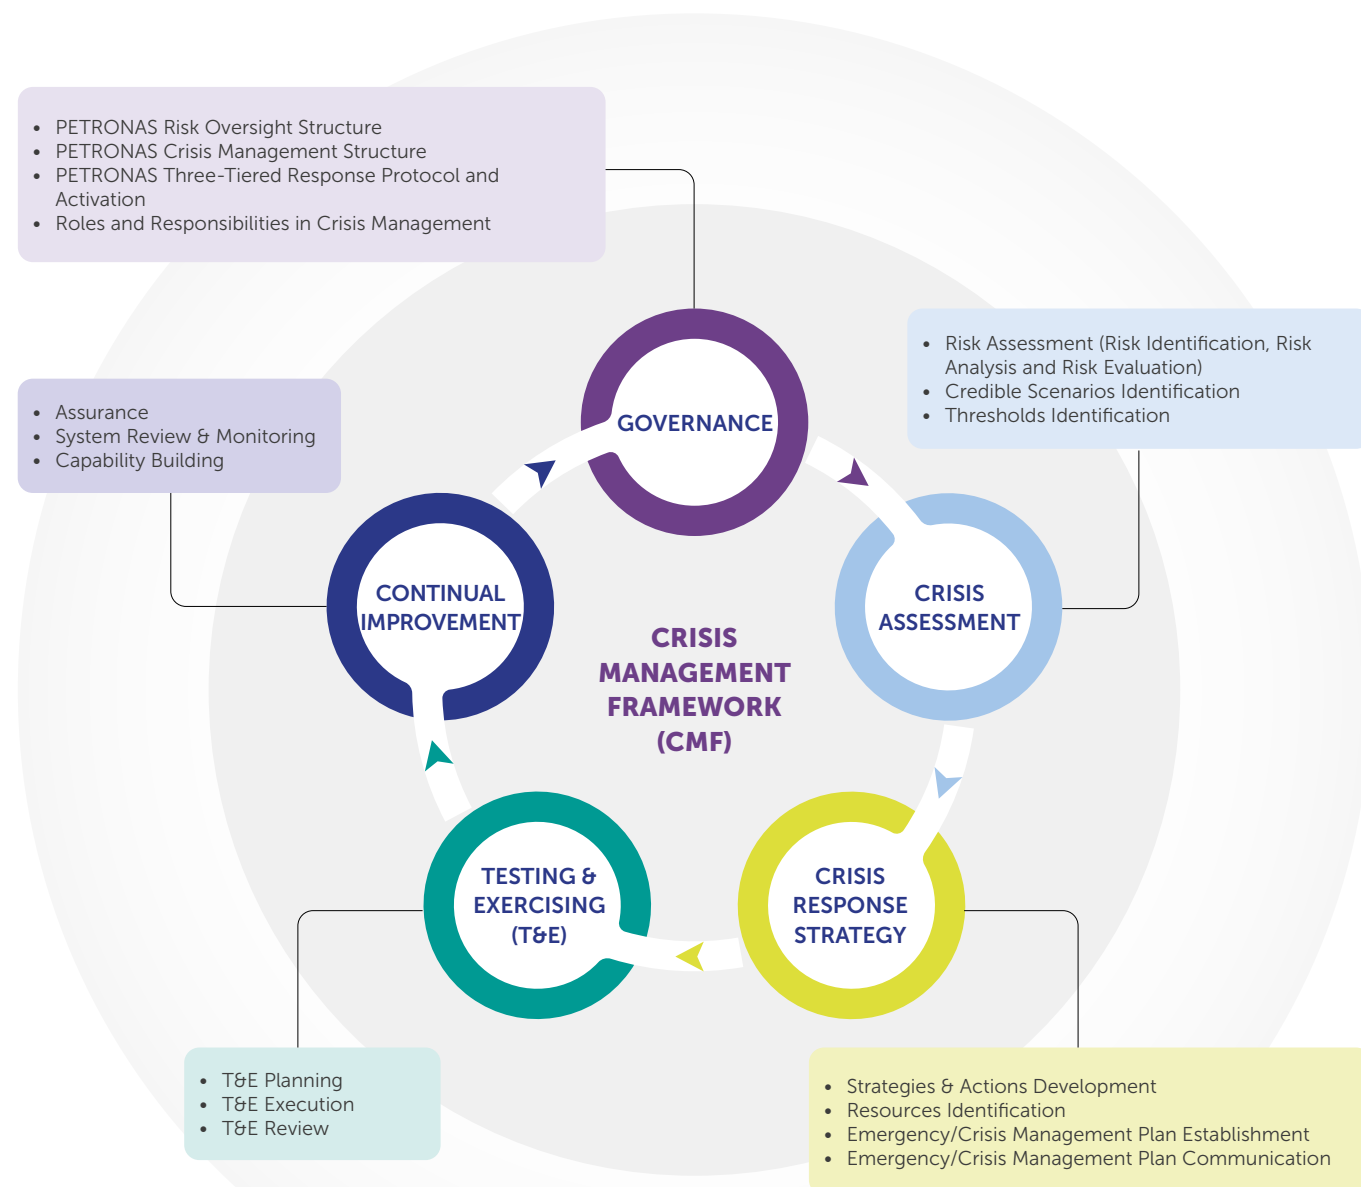 • PETRONAS Risk Oversight Structure
• PETRONAS Crisis Management Structure
• PETRONAS Three-Tiered Response Protocol and
Activation
• Roles and Responsibilities in Crisis Management
• Risk Assessment (Risk Identification, Risk
Analysis and Risk Evaluation)
• Credible Scenarios Identification
• Thresholds Identification
• Assurance
• System Review & Monitoring
• Capability Building
GOVERNANCE
CONTINUAL
IMPROVEMENT
CRISIS
ASSESSMENT
CRISIS
MANAGEMENT
FRAMEWORK
(CMF)
TESTING &
EXERCISING
(T&E)
CRISIS
RESPONSE
STRATEGY
• T&E Planning
• T&E Execution
• T&E Review
• Strategies & Actions Development
• Resources Identification
• Emergency/Crisis Management Plan Establishment
• Emergency/Crisis Management Plan Communication